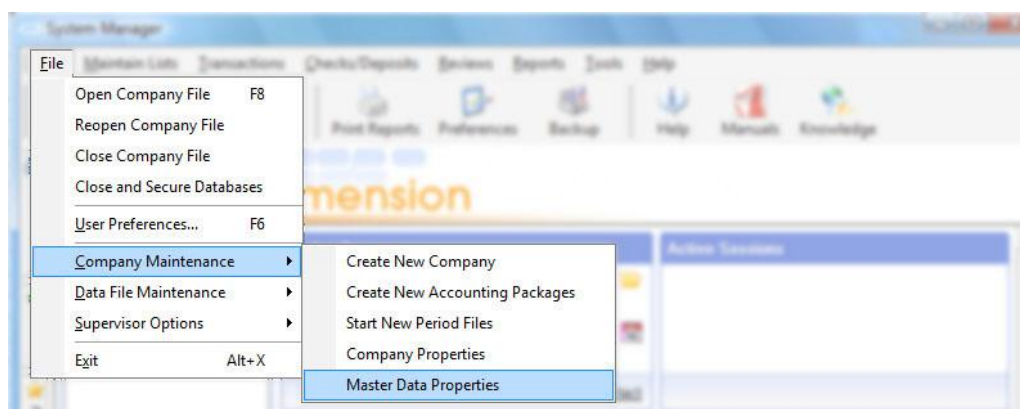 System Manager
File Maintain Lists Transactions Checks/Deposits Reviews Reports Tools Help
Open Company File F8
Reopen Company File
Close Company File
Close and Secure Databases
User Preferences... F6
Company Maintenance
Data File Maintenance
Supervisor Options
Exit Alt+X
Print Reports Preferences Backup Help Manuals Knowledge
mension
Active Sessions
Create New Company
Create New Accounting Packages
Start New Period Files
Company Properties
Master Data Properties